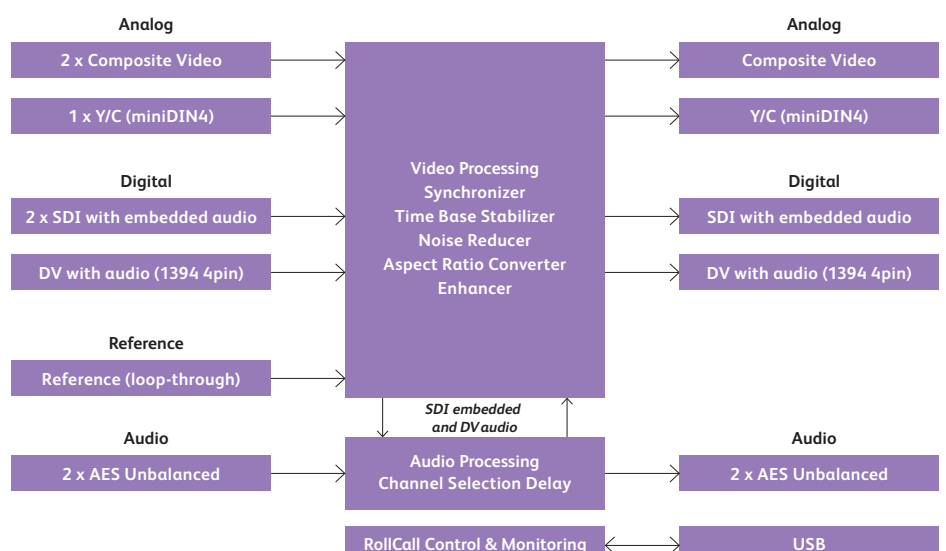 Analog
2 x Composite Video
1 x Y/C (miniDIN4)
Digital
2 x SDI with embedded audio
DV with audio (1394 4pin)
Reference
Reference (loop-through)
Audio
2 x AES Unbalanced
Video Processing
Synchronizer
Time Base Stabilizer
Noise Reducer
Aspect Ratio Converter
Enhancer
SDI embedded
and DV audio
Audio Processing
Channel Selection Delay
RollCall Control & Monitoring
Analog
Composite Video
Y/C (miniDIN4)
Digital
SDI with embedded audio
DV with audio (1394 4pin)
Audio
2 x AES Unbalanced
USB